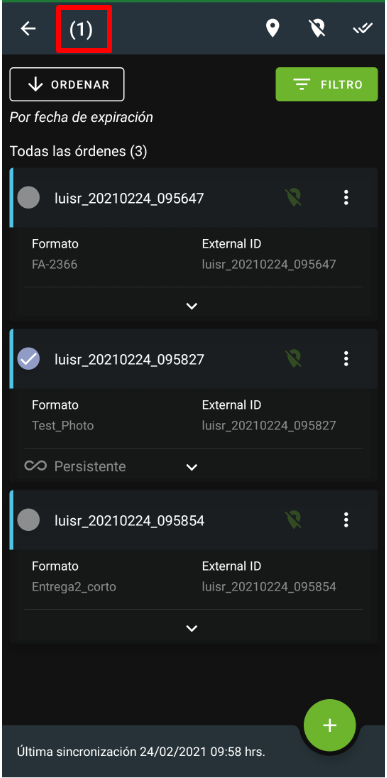 (1)
ORDENAR
FILTRO
Por fecha de expiración
Todas las órdenes (3)
luisr_20210224_095647
Formato External ID
FA-2366 luisr_20210224_095647
luisr_20210224_095827
Formato External ID
Test_Photo luisr_20210224_095827
Persistente
luisr_20210224_095854
Formato External ID
Entrega2_corto luisr_20210224_095854
+
Última sincronización 24/02/2021 09:58 hrs.